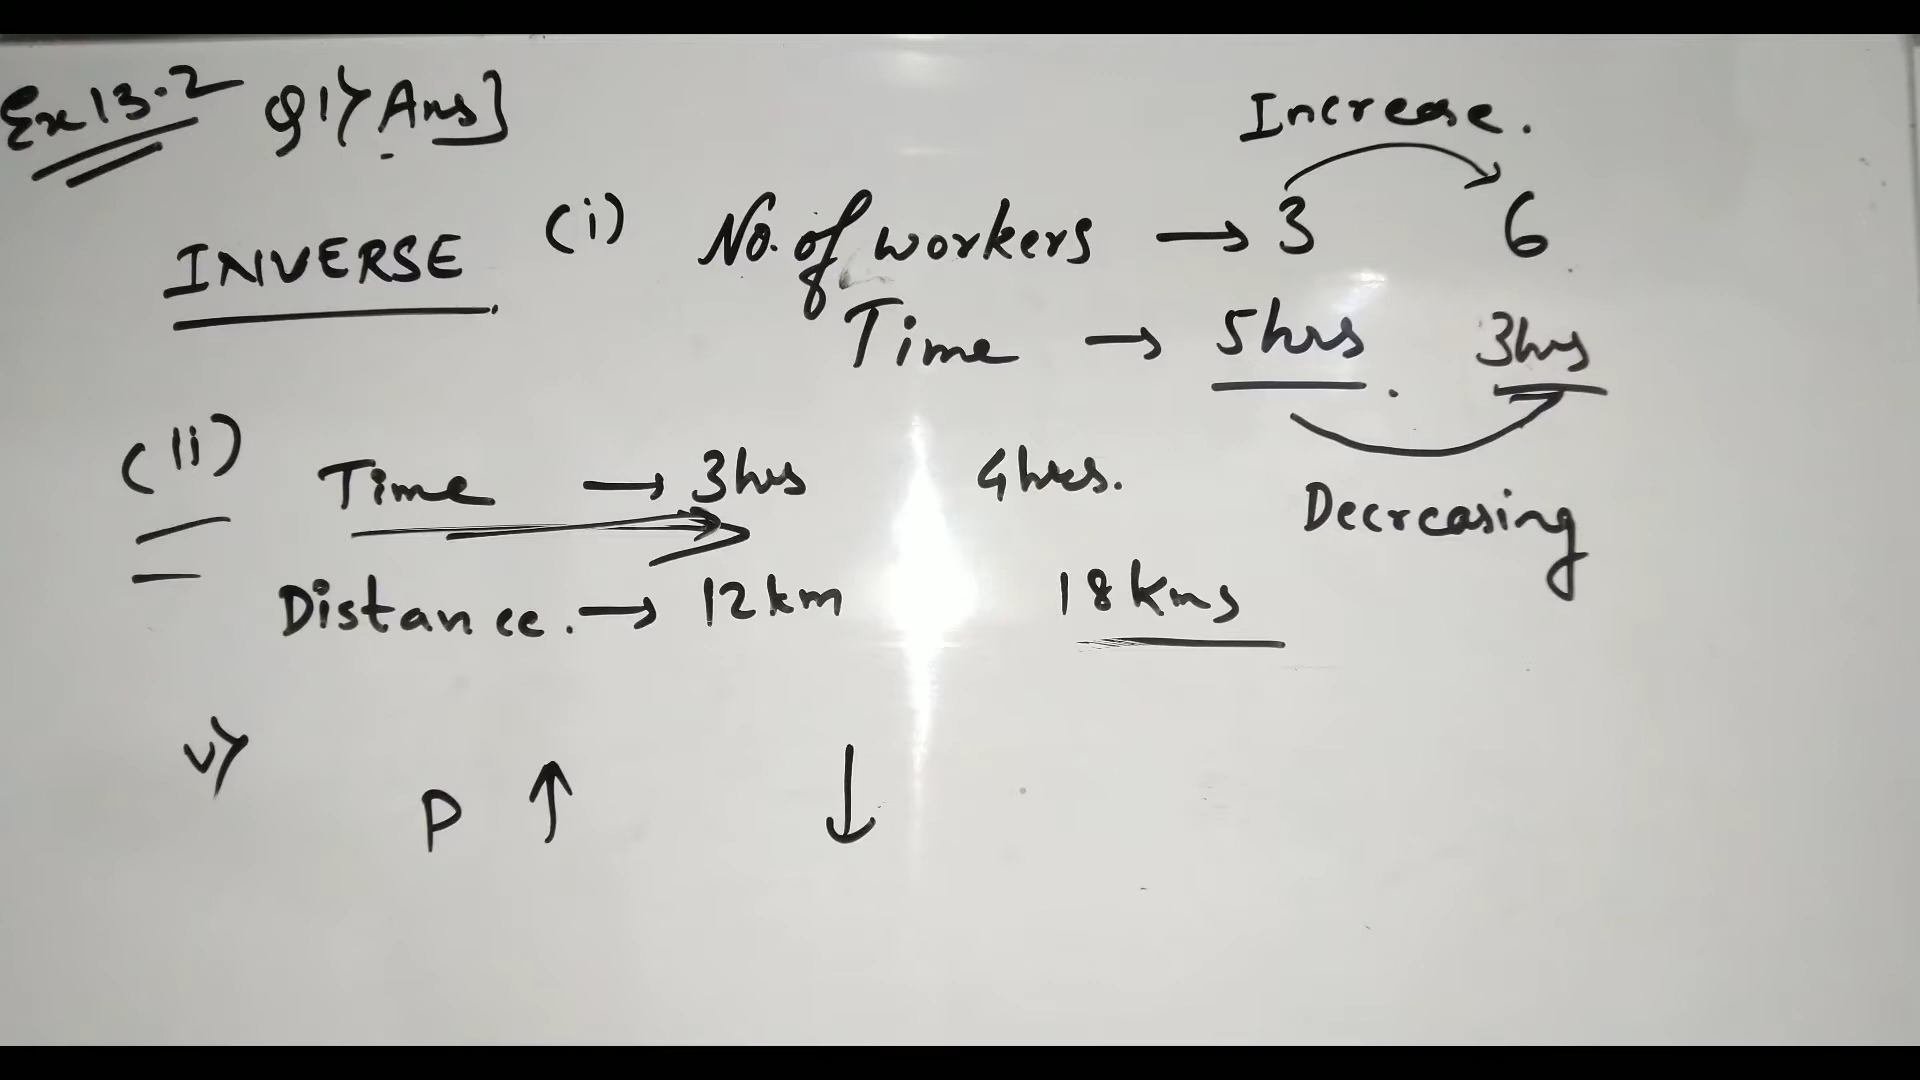 Ex 13.2 Q1) Ans]
Increase.
INVERSE (i) No. of workers → 3 6
Time → 5hrs. 3hrs
(ii) Time → 3hrs 4hrs.
Decreasing
Distance. → 12km 18kms
v)
P ↑ ↓